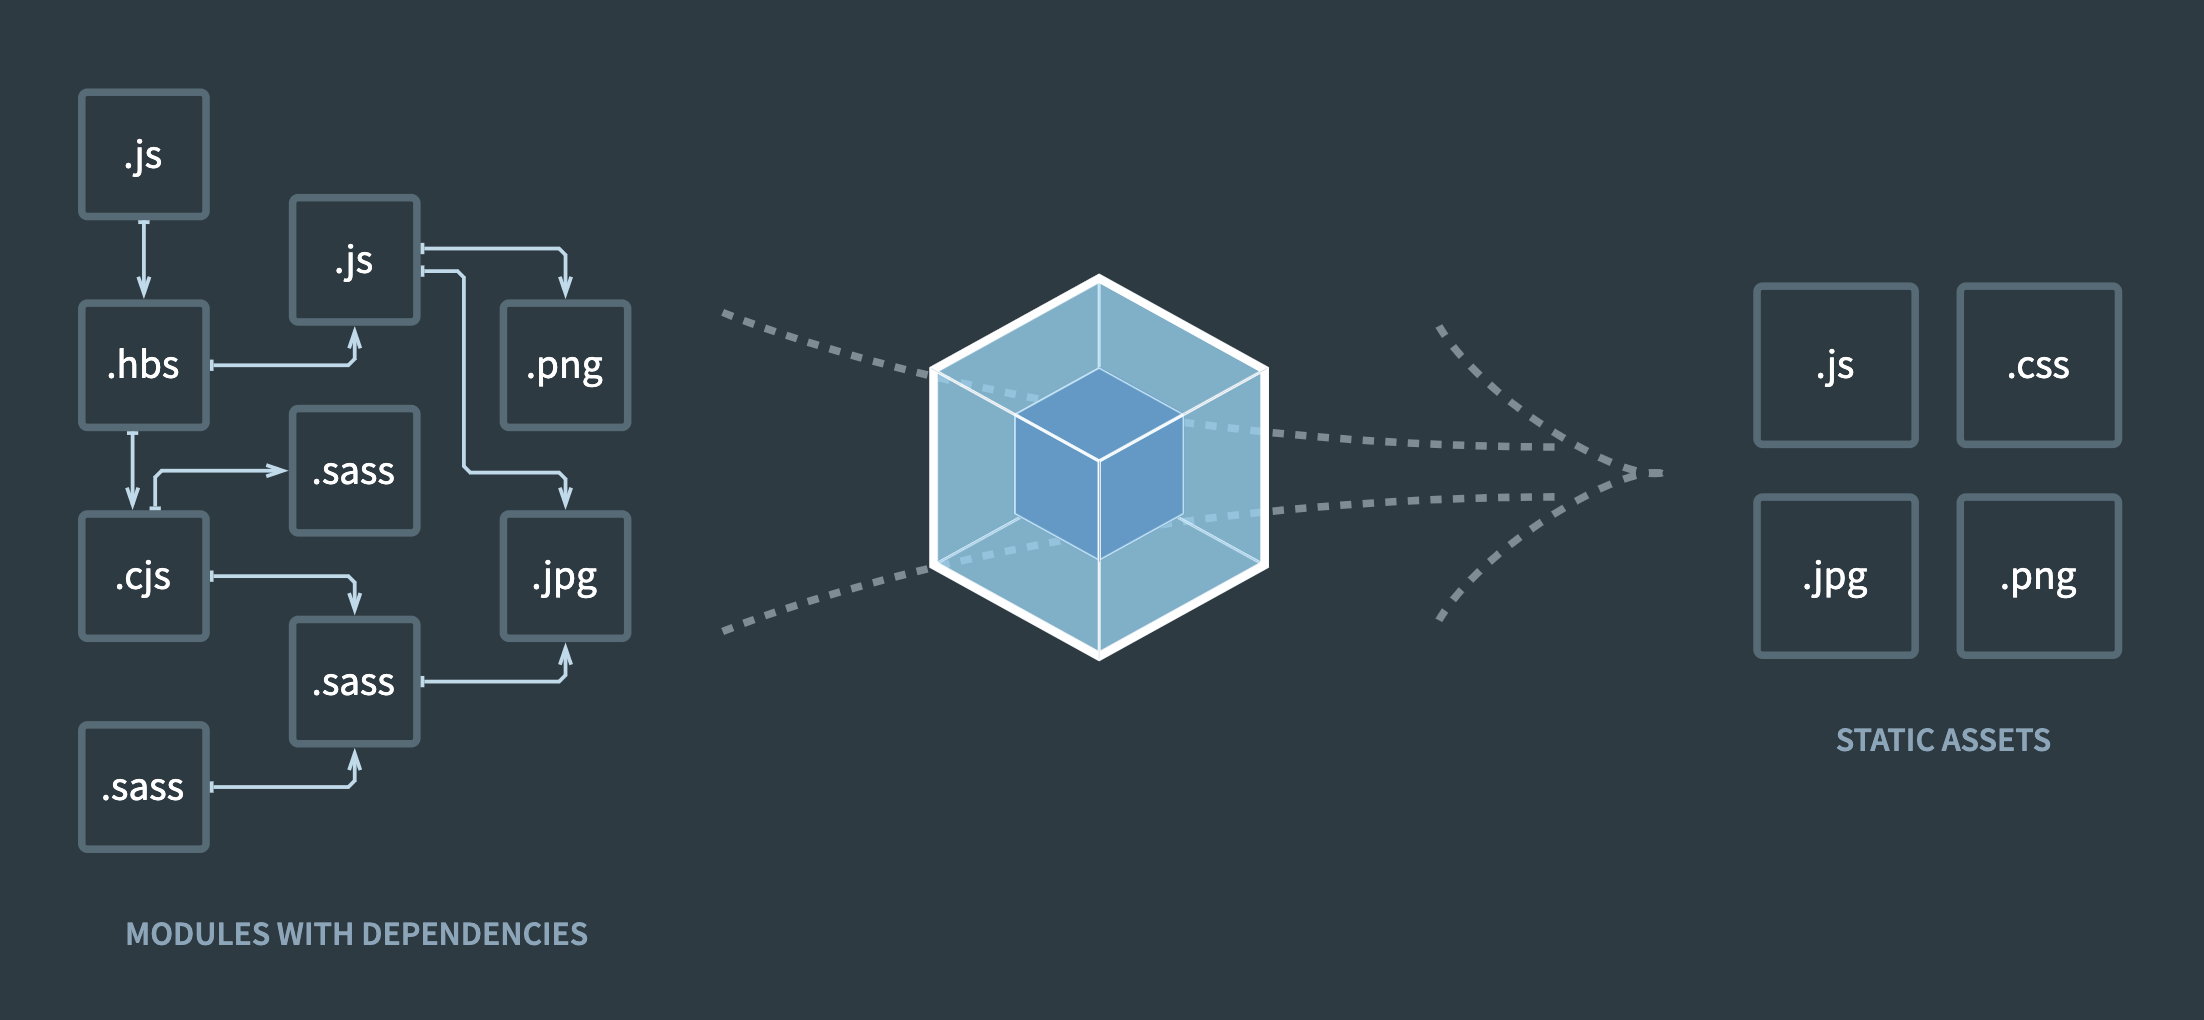 .js
.js
.hbs
.png
.sass
.cjs
.jpg
.sass
.sass
MODULES WITH DEPENDENCIES
.js
.css
.jpg
.png
STATIC ASSETS